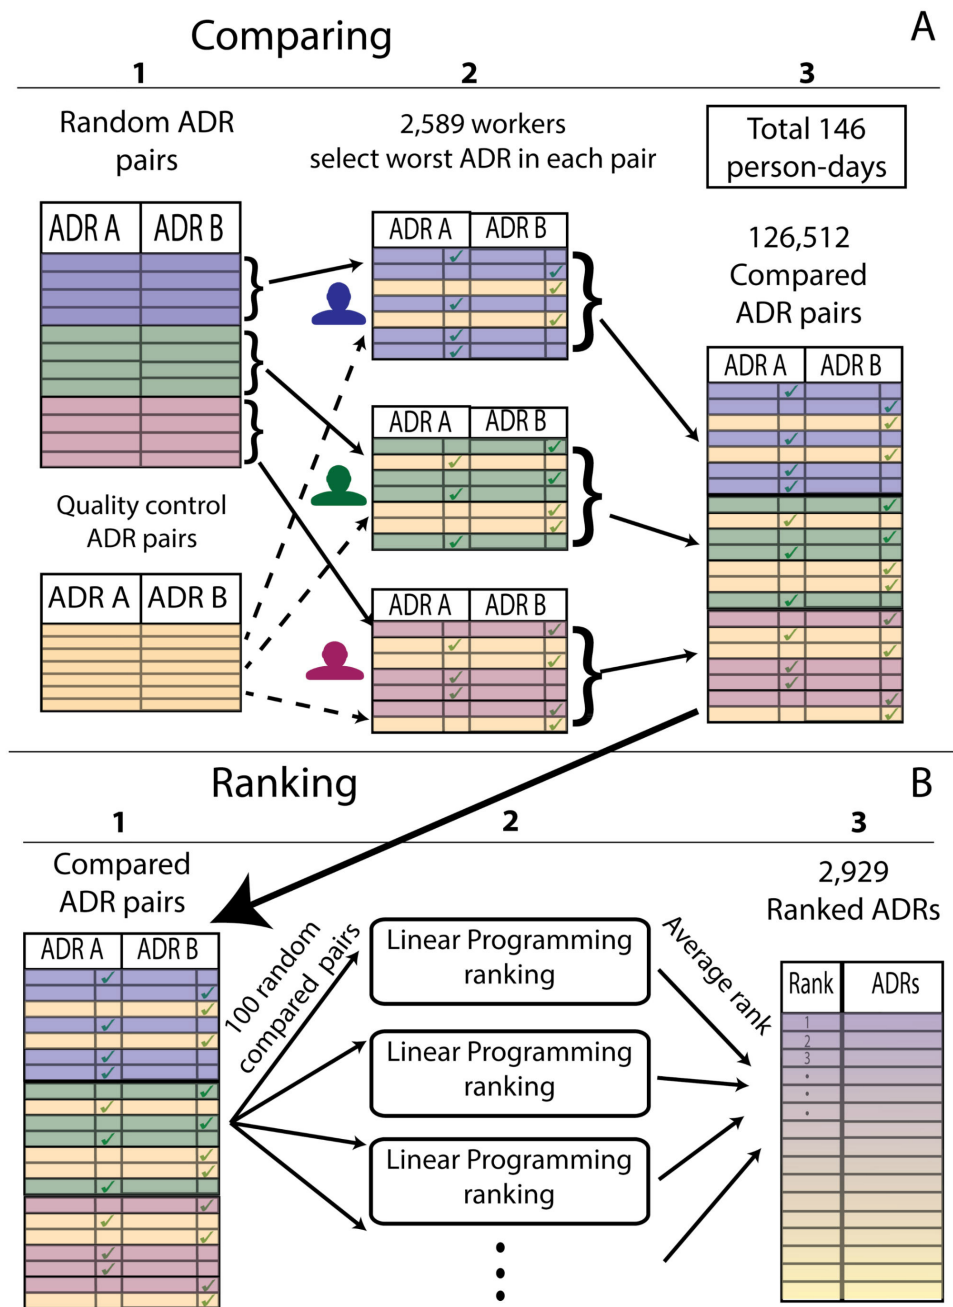 Comparing
A
1
2
3
Random ADR
pairs
2,589 workers
select worst ADR in each pair
Total 146
person-days
126,512
Compared
ADR pairs
ADR A ADR B
ADR A ADR B
ADR A ADR B
ADR A ADR B
ADR A ADR B
Quality control
ADR pairs
ADR A ADR B
Ranking
B
1
2
3
Compared
ADR pairs
2,929
Ranked ADRs
ADR A ADR B
100 random
compared pairs
Linear Programming
ranking
Linear Programming
ranking
Linear Programming
ranking
Average rank
Rank ADRs
1
2
3